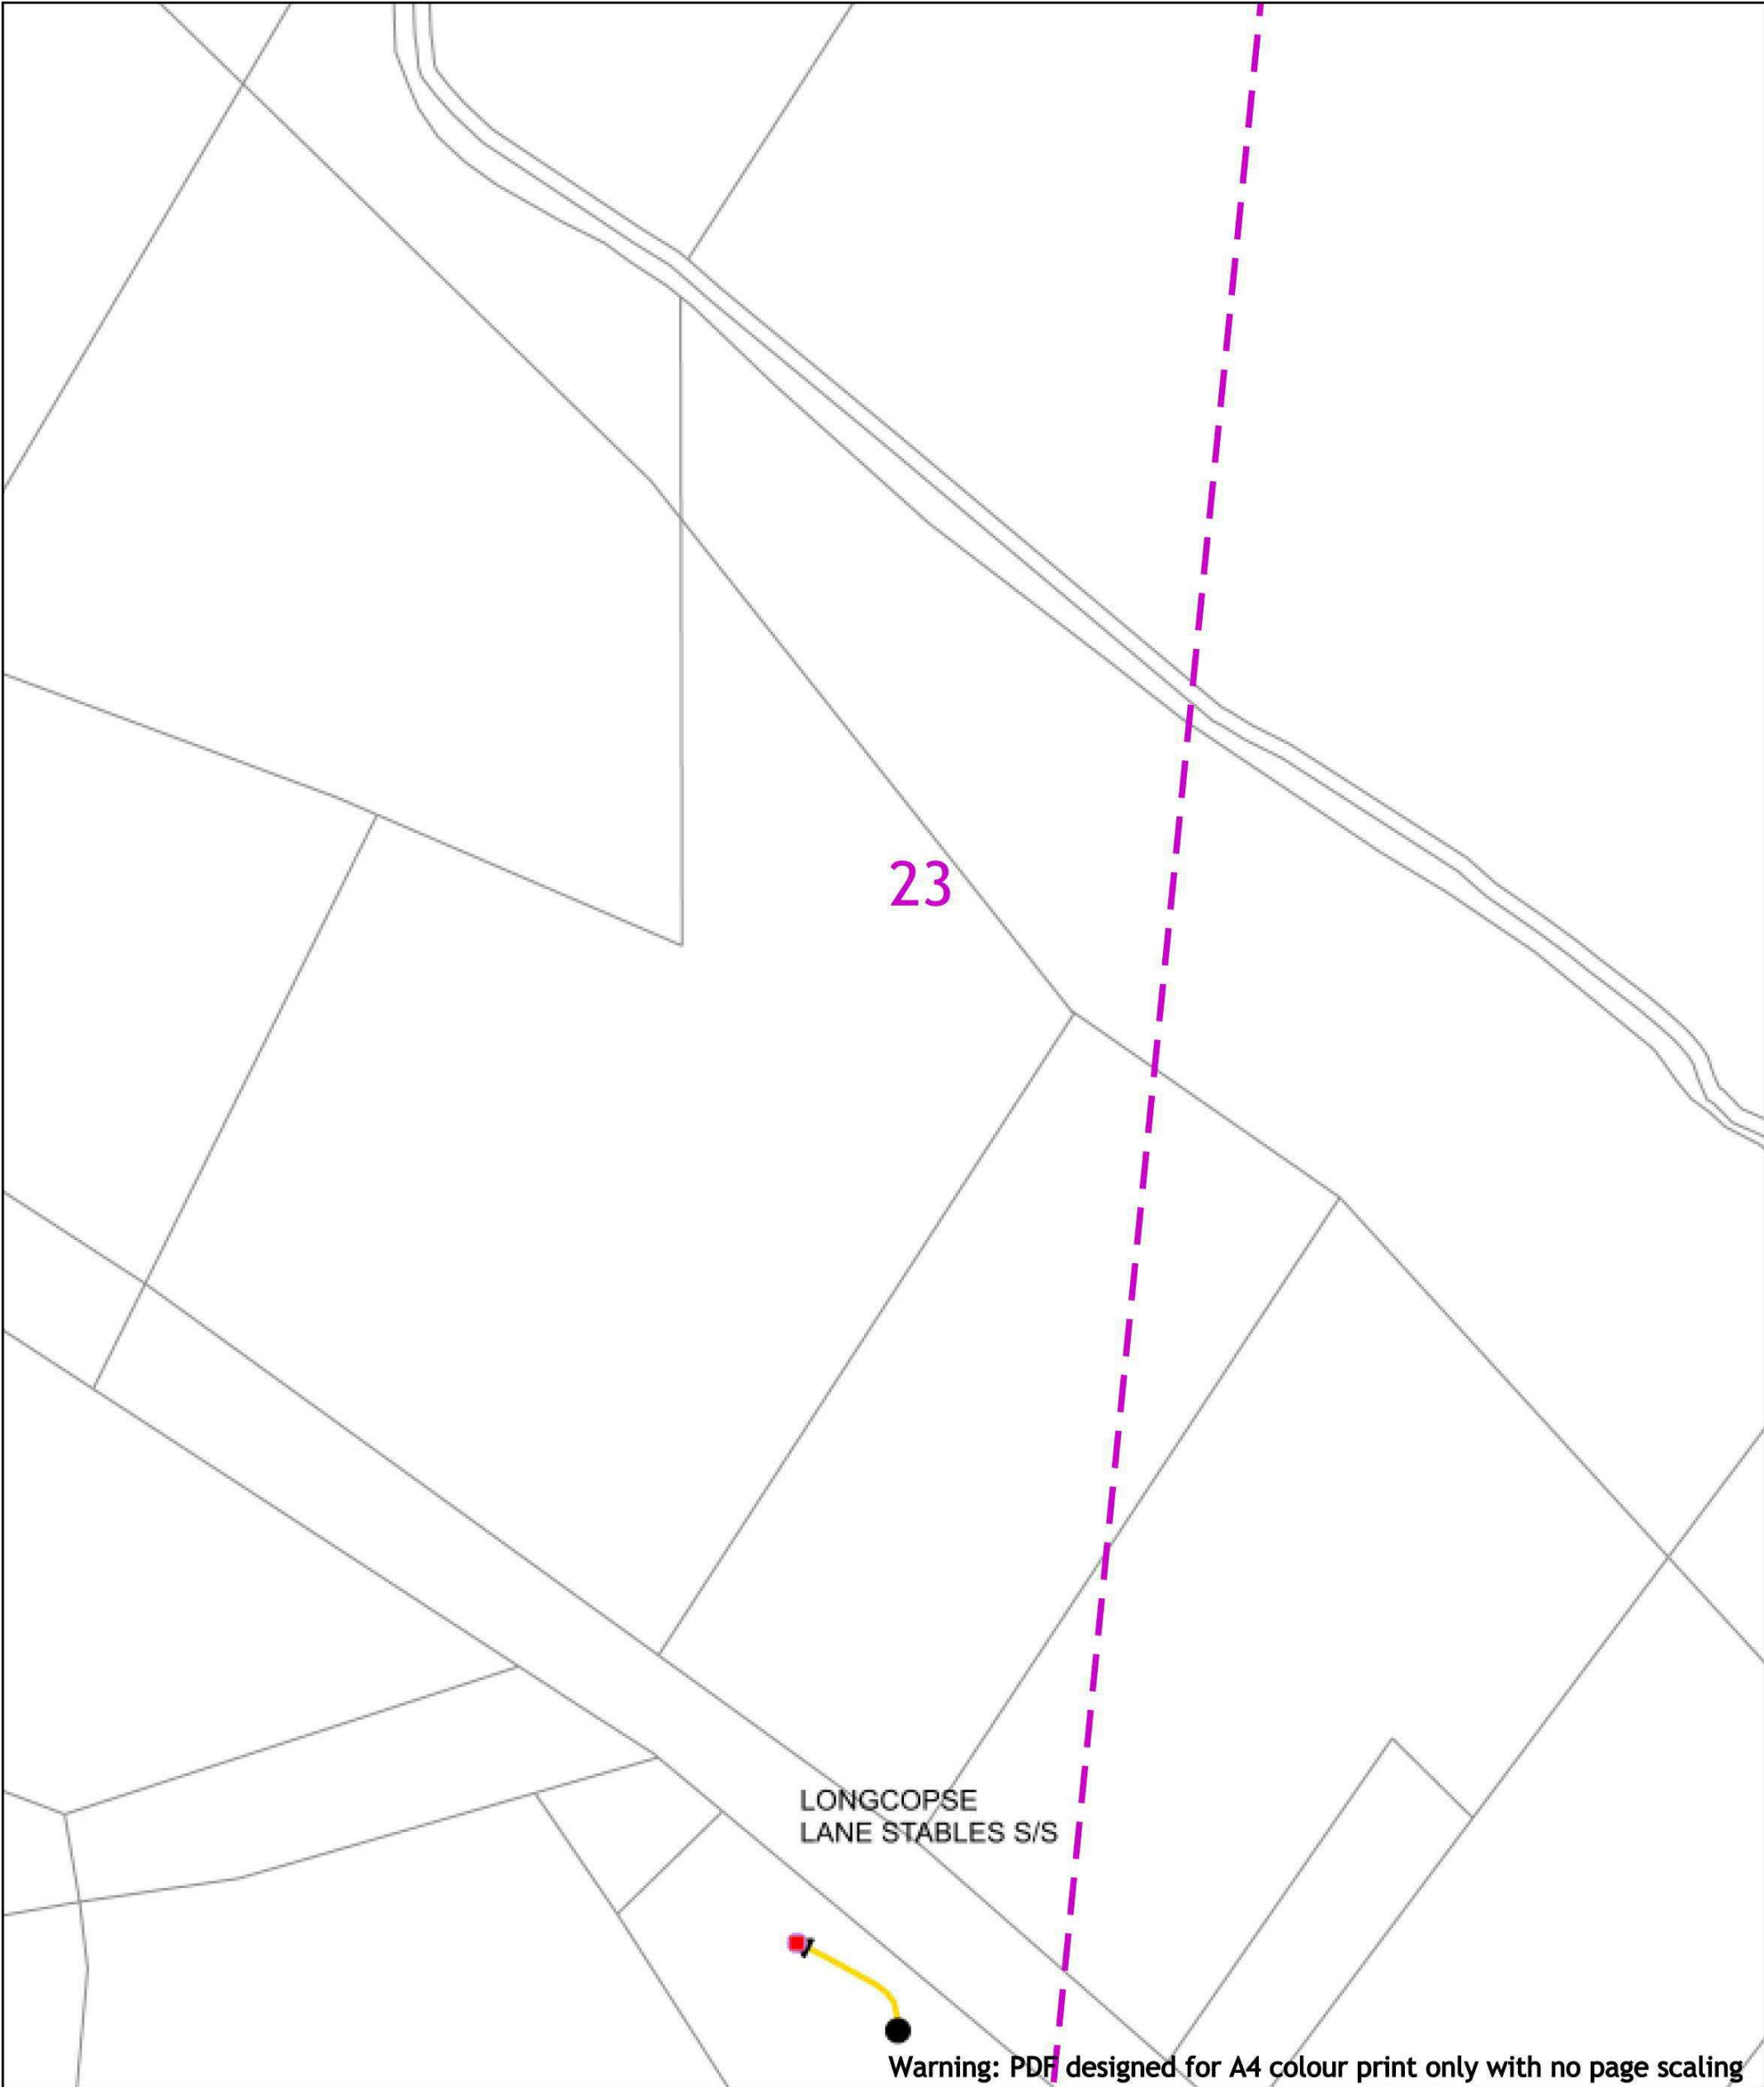 23
LONGCOPSE
LANE STABLES S/S
Warning: PDF designed for A4 colour print only with no page scaling